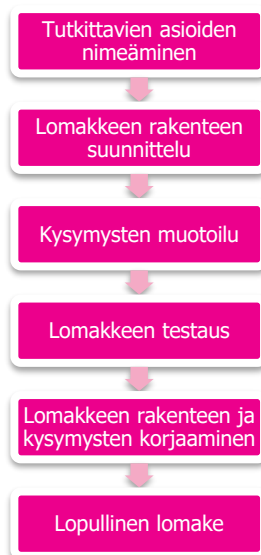 Tutkittavien asioiden
nimeäminen
Lomakkeen rakenteen
suunnittelu
Kysymysten muotoilu
Lomakkeen testaus
Lomakkeen rakenteen ja
kysymysten korjaaminen
Lopullinen lomake